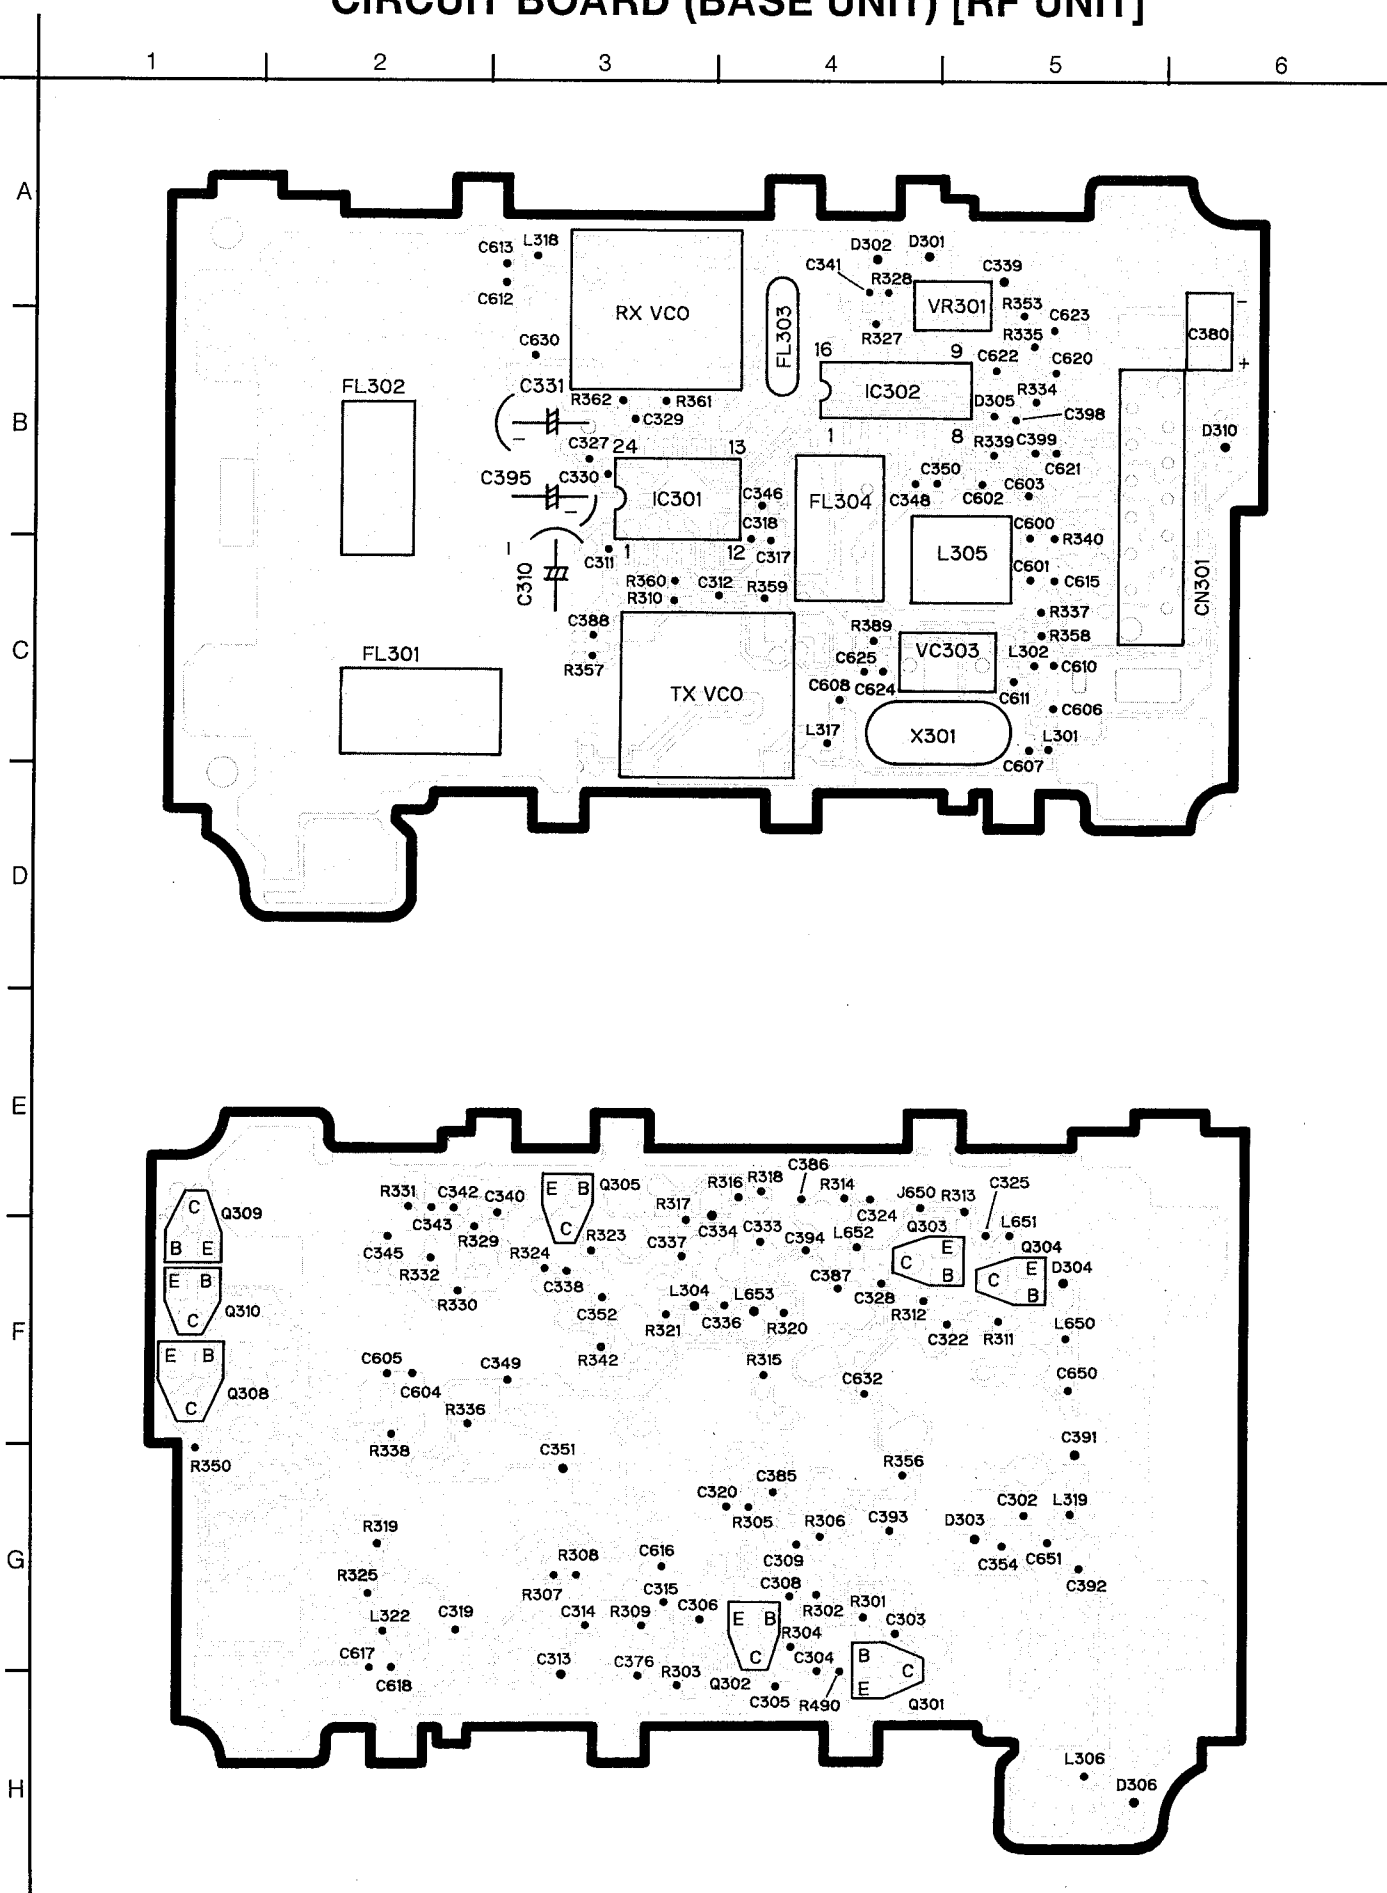 CIRCUIT BOARD (BASE UNIT) [RF UNIT]
1 2 3 4 5 6
A
C613 L318 D302 D301
C341 R328 C339
C612
RX VCO FL303 VR301 R353 C623
C380 − +
R327 R335
C630 16 9 C622 C620
FL302 C331 IC302 R334
B
R362 R361 D305 C398
C329
− 1 8
C327 24 13 R339 C399 D310
C621
C395 C330 IC301 C346 FL304 C350 C603
C348 C602
−
C318 C600
L305 R340
1 C311 1 12 C317
C310 R360 C312 C601 C615 CN301
R310 R359
R337
C388 R389 R358
C
FL301 R357 C625 VC303 L302 C610
TX VCO C608 C624 C611
C606
L317 X301 L301
C607
D
E
C386
R331 C342 C340 E B Q305 R316 R318 R314 J650 R313 C325
C Q309 R317
C343 C C334 C324 Q303 L651
R329 R323 C333 C394 L652 Q304
B E C345 R324 C337 C E B E
R332 C338 C387 C B D304
E B L304 L653 C328
R330 R312
C Q310 C352 C336
F
R321 R320 C322 R311 L650
E B R342
C605 C349 R315
Q308 C604 C632 C650
C R336
R338 C351 C391
R350 R356
C385
C320 C302 L319
R305 R306 C393 D303
R319
G
R308 C616 C309 C354 C651
R325 C392
R307 C315 C308
C306 R302 R301
L322 C319 C314 R309 E B C303
R304
C617 C B
C313 C376 C304 C
C618 R303 Q302 E
C305 R490 Q301
L306
H
D306